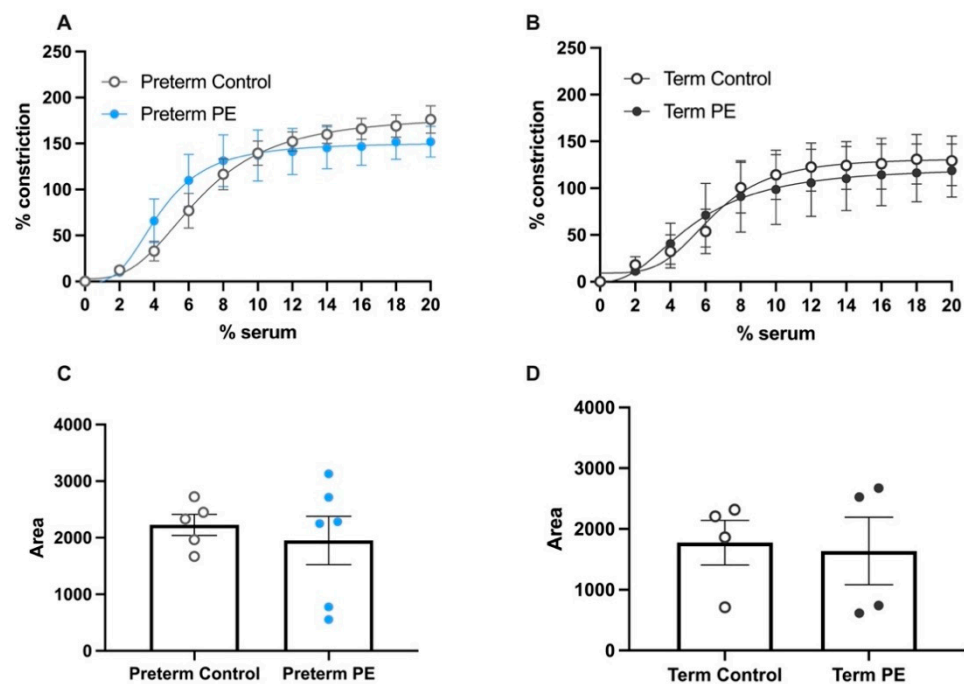 A
250
200
150
100
50
0
% constriction
Preterm Control
Preterm PE
0 2 4 6 8 10 12 14 16 18 20
% serum
B
250
200
150
100
50
0
% constriction
Term Control
Term PE
0 2 4 6 8 10 12 14 16 18 20
% serum
C
4000
3000
2000
1000
0
Area
Preterm Control Preterm PE
D
4000
3000
2000
1000
0
Area
Term Control Term PE